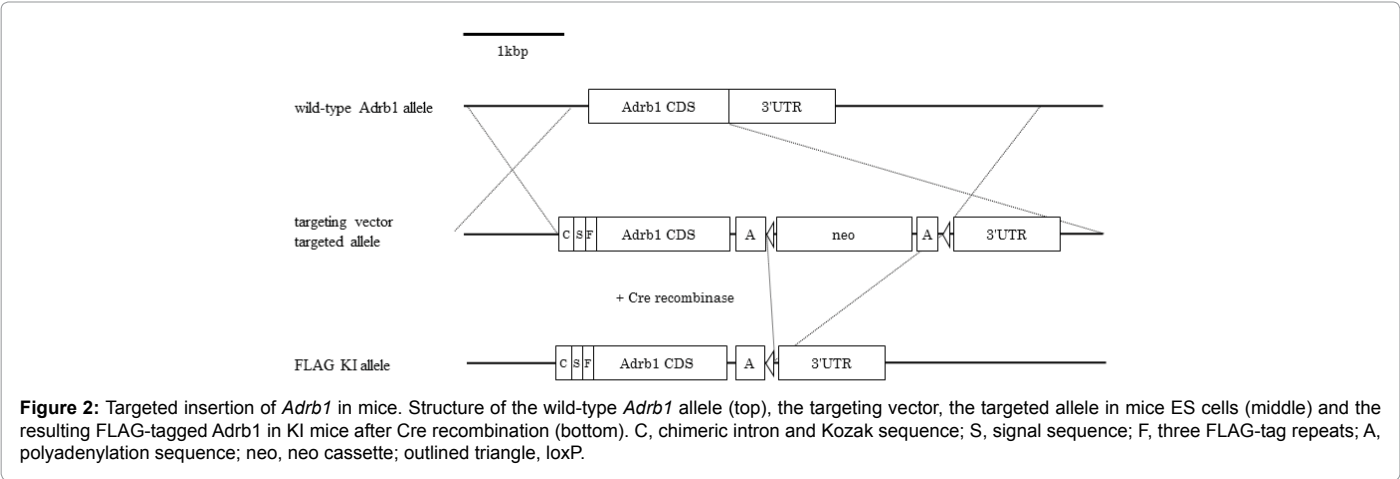 1kbp
wild-type Adrb1 allele
Adrb1 CDS
3'UTR
targeting vector
targeted allele
C S F
Adrb1 CDS
A
neo
A
3'UTR
+ Cre recombinase
FLAG KI allele
C S F
Adrb1 CDS
A
3'UTR
Figure 2: Targeted insertion of Adrb1 in mice. Structure of the wild-type Adrb1 allele (top), the targeting vector, the targeted allele in mice ES cells (middle) and the
resulting FLAG-tagged Adrb1 in KI mice after Cre recombination (bottom). C, chimeric intron and Kozak sequence; S, signal sequence; F, three FLAG-tag repeats; A,
polyadenylation sequence; neo, neo cassette; outlined triangle, loxP.